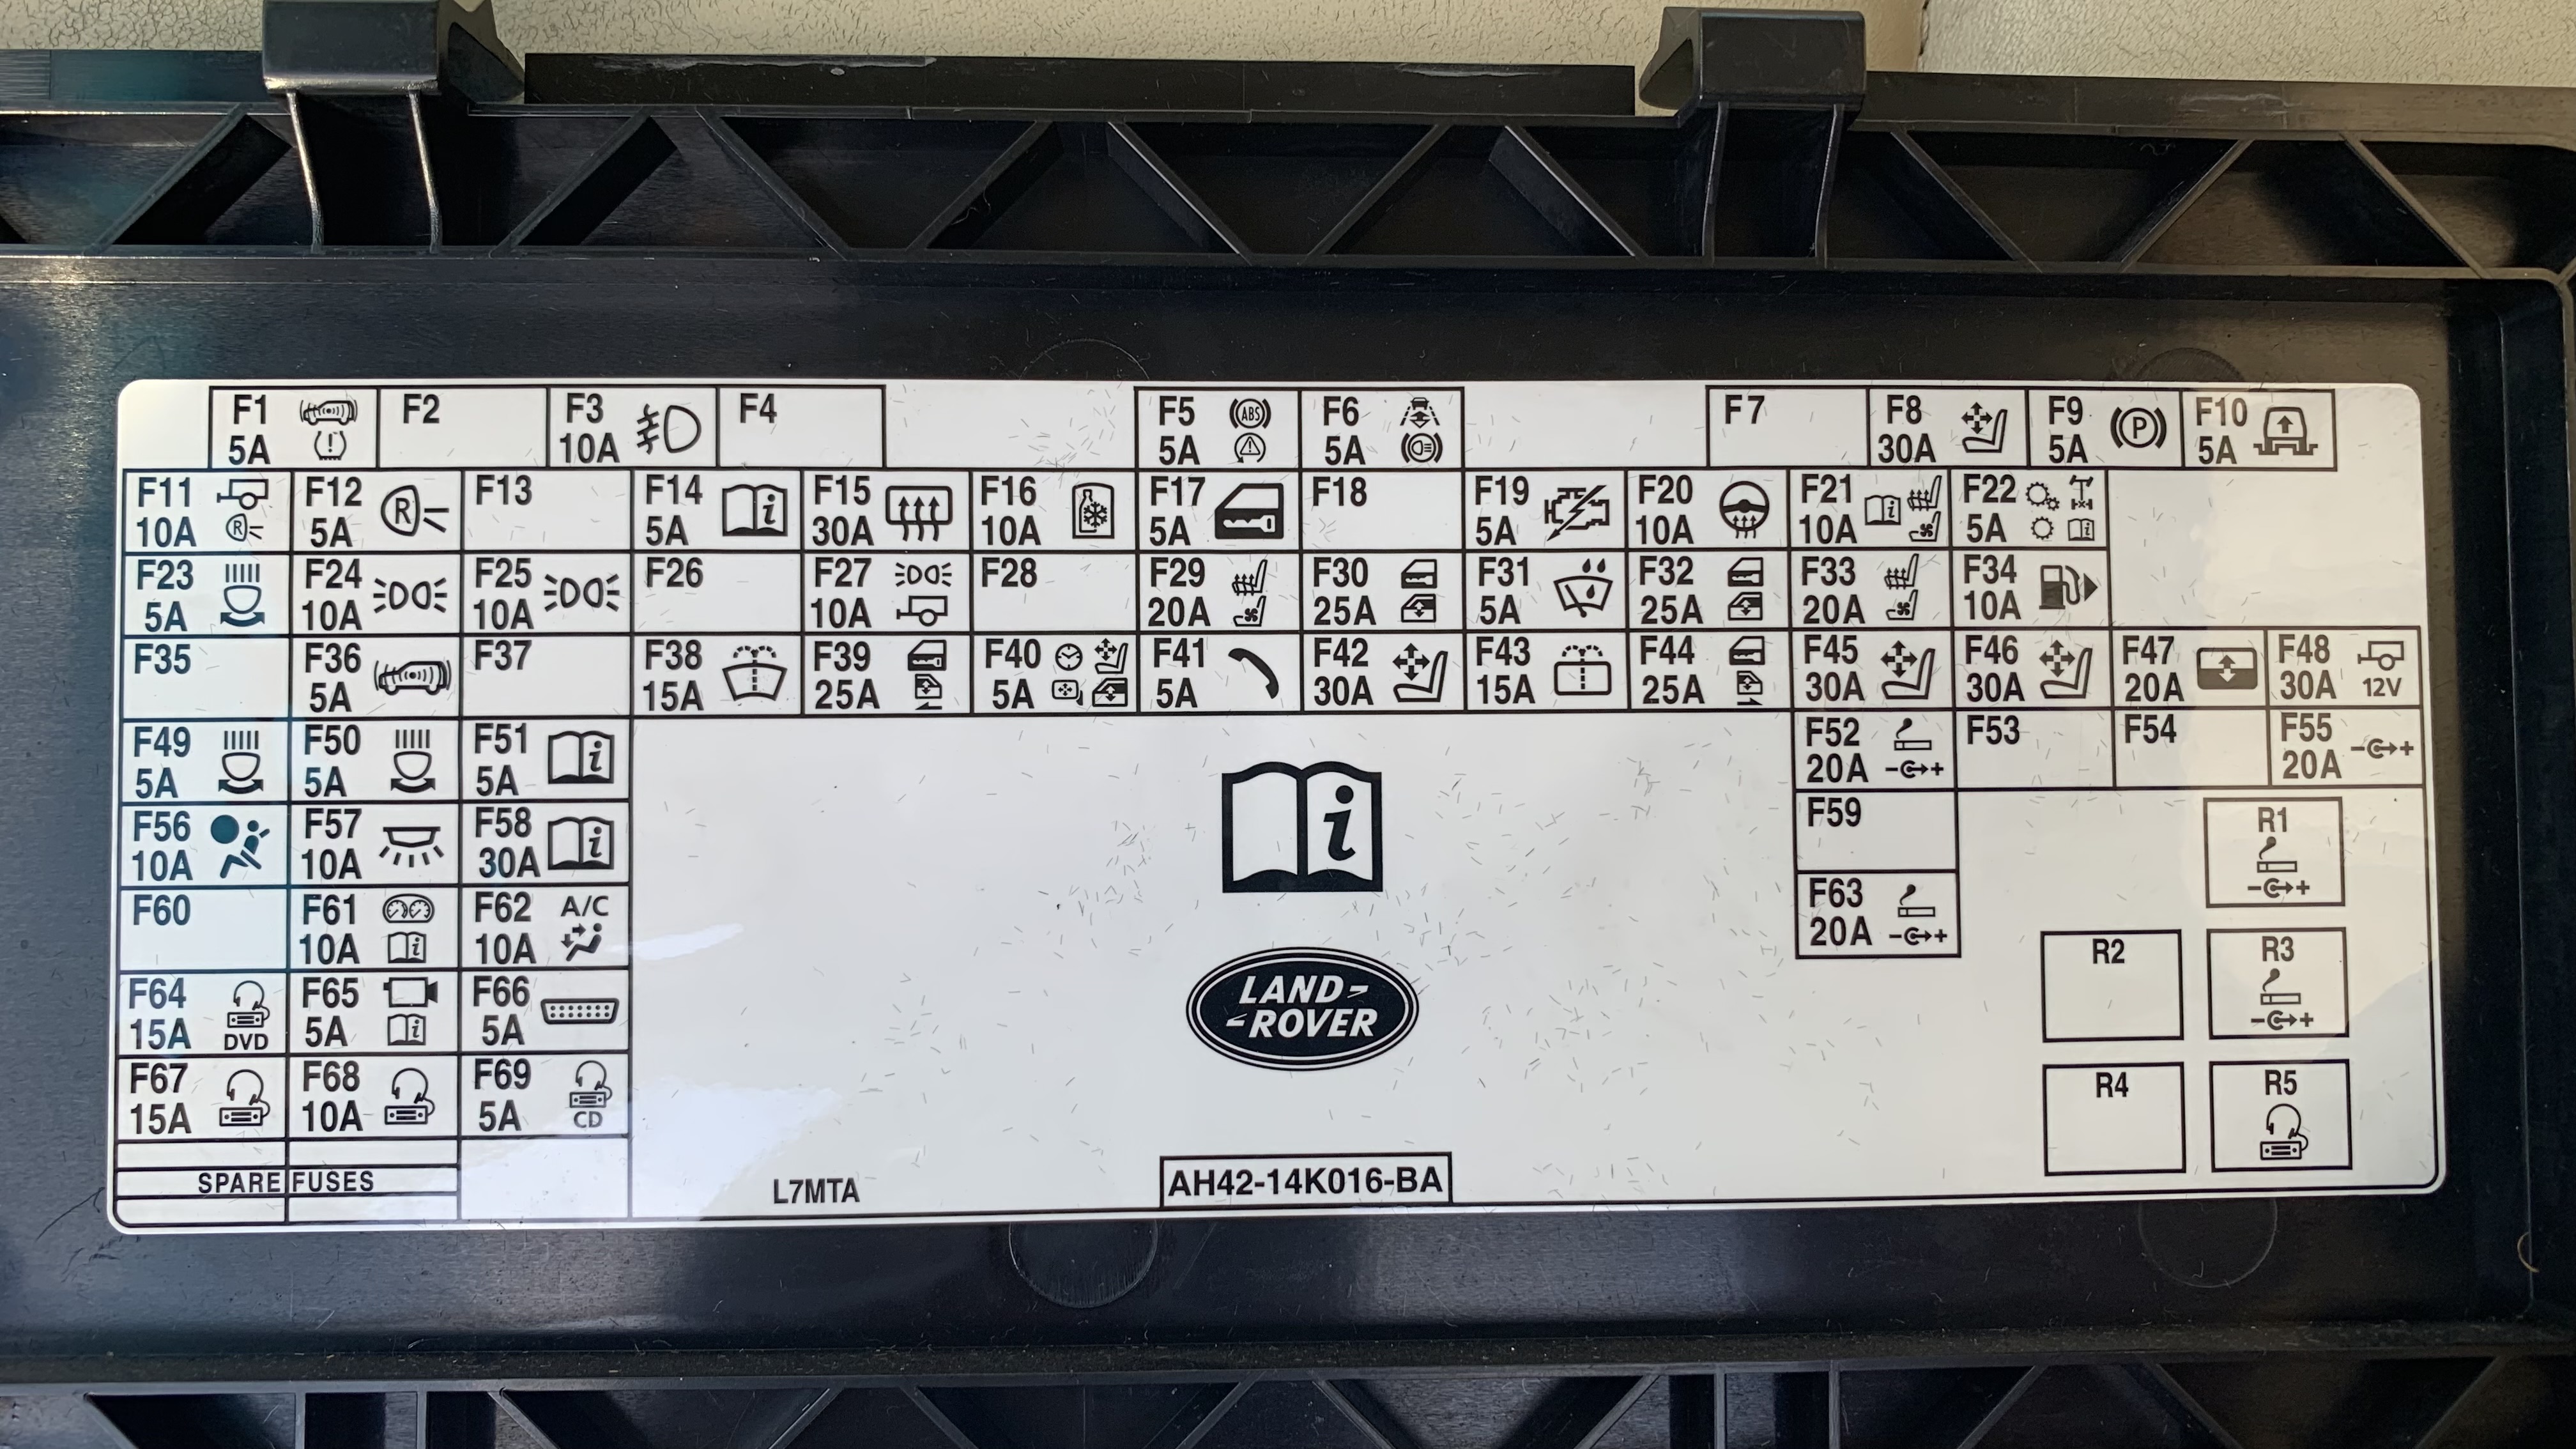 F1 5A
F2
F3 10A
F4
F5 5A ABS
F6 5A
F7
F8 30A
F9 5A P
F10 5A
F11 10A R
F12 5A R
F13
F14 5A i
F15 30A
F16 10A
F17 5A
F18
F19 5A
F20 10A
F21 10A i
F22 5A i
F23 5A
F24 10A
F25 10A
F26
F27 10A
F28
F29 20A
F30 25A
F31 5A
F32 25A
F33 20A
F34 10A
F35
F36 5A
F37
F38 15A
F39 25A
F40 5A
F41 5A
F42 30A
F43 15A
F44 25A
F45 30A
F46 30A
F47 20A
F48 30A 12V
F49 5A
F50 5A
F51 5A i
F52 20A - +
F53
F54
F55 20A - +
F56 10A
F57 10A
F58 30A i
F59
F60
F61 10A i
F62 10A A/C
F63 20A - +
F64 15A DVD
F65 5A i
F66 5A
F67 15A
F68 10A
F69 5A CD
i
LAND-
-ROVER
R1 - +
R2
R3 - +
R4
R5
SPARE FUSES
L7MTA
AH42-14K016-BA